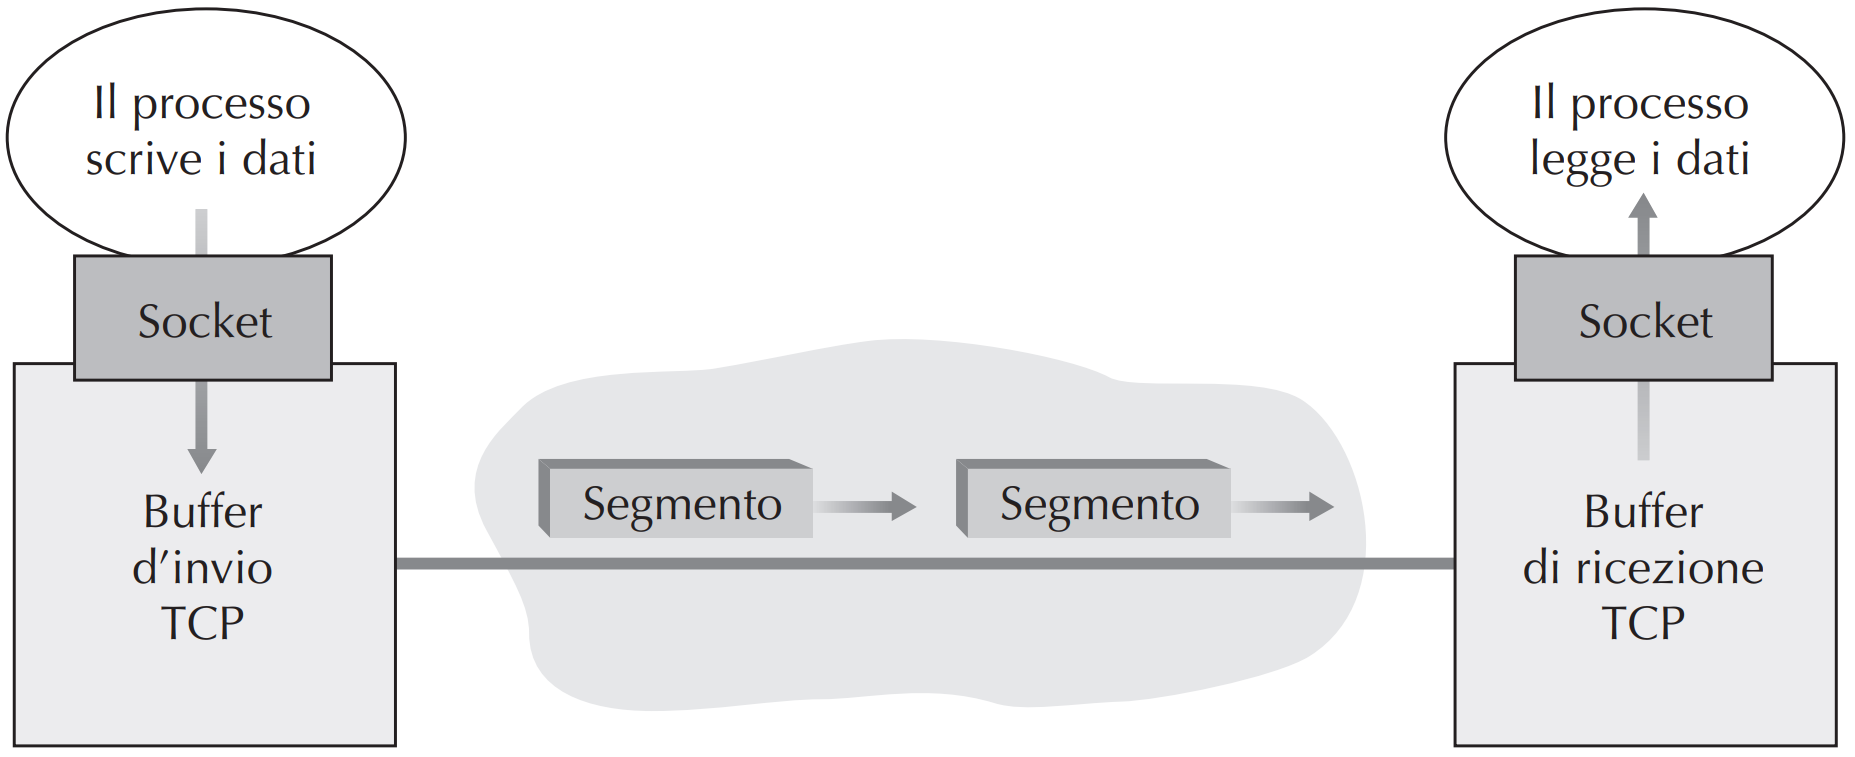 Il processo
scrive i dati
Socket
Buffer
d’invio
TCP
Segmento
Segmento
Il processo
legge i dati
Socket
Buffer
di ricezione
TCP